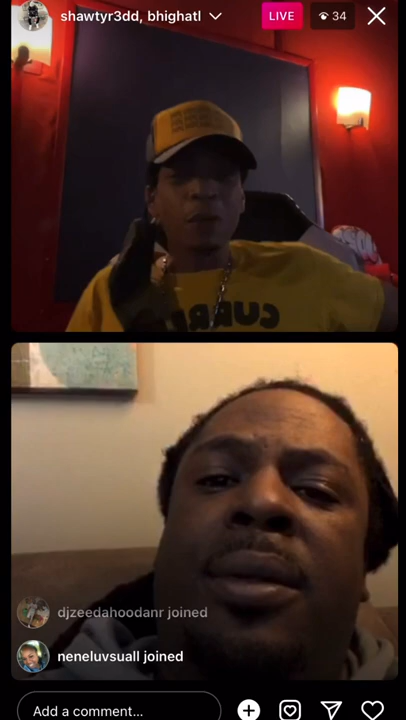 shawtyr3dd, bhighatl
LIVE
34
djzeedahoodanr joined
neneluvsuall joined
Add a comment...